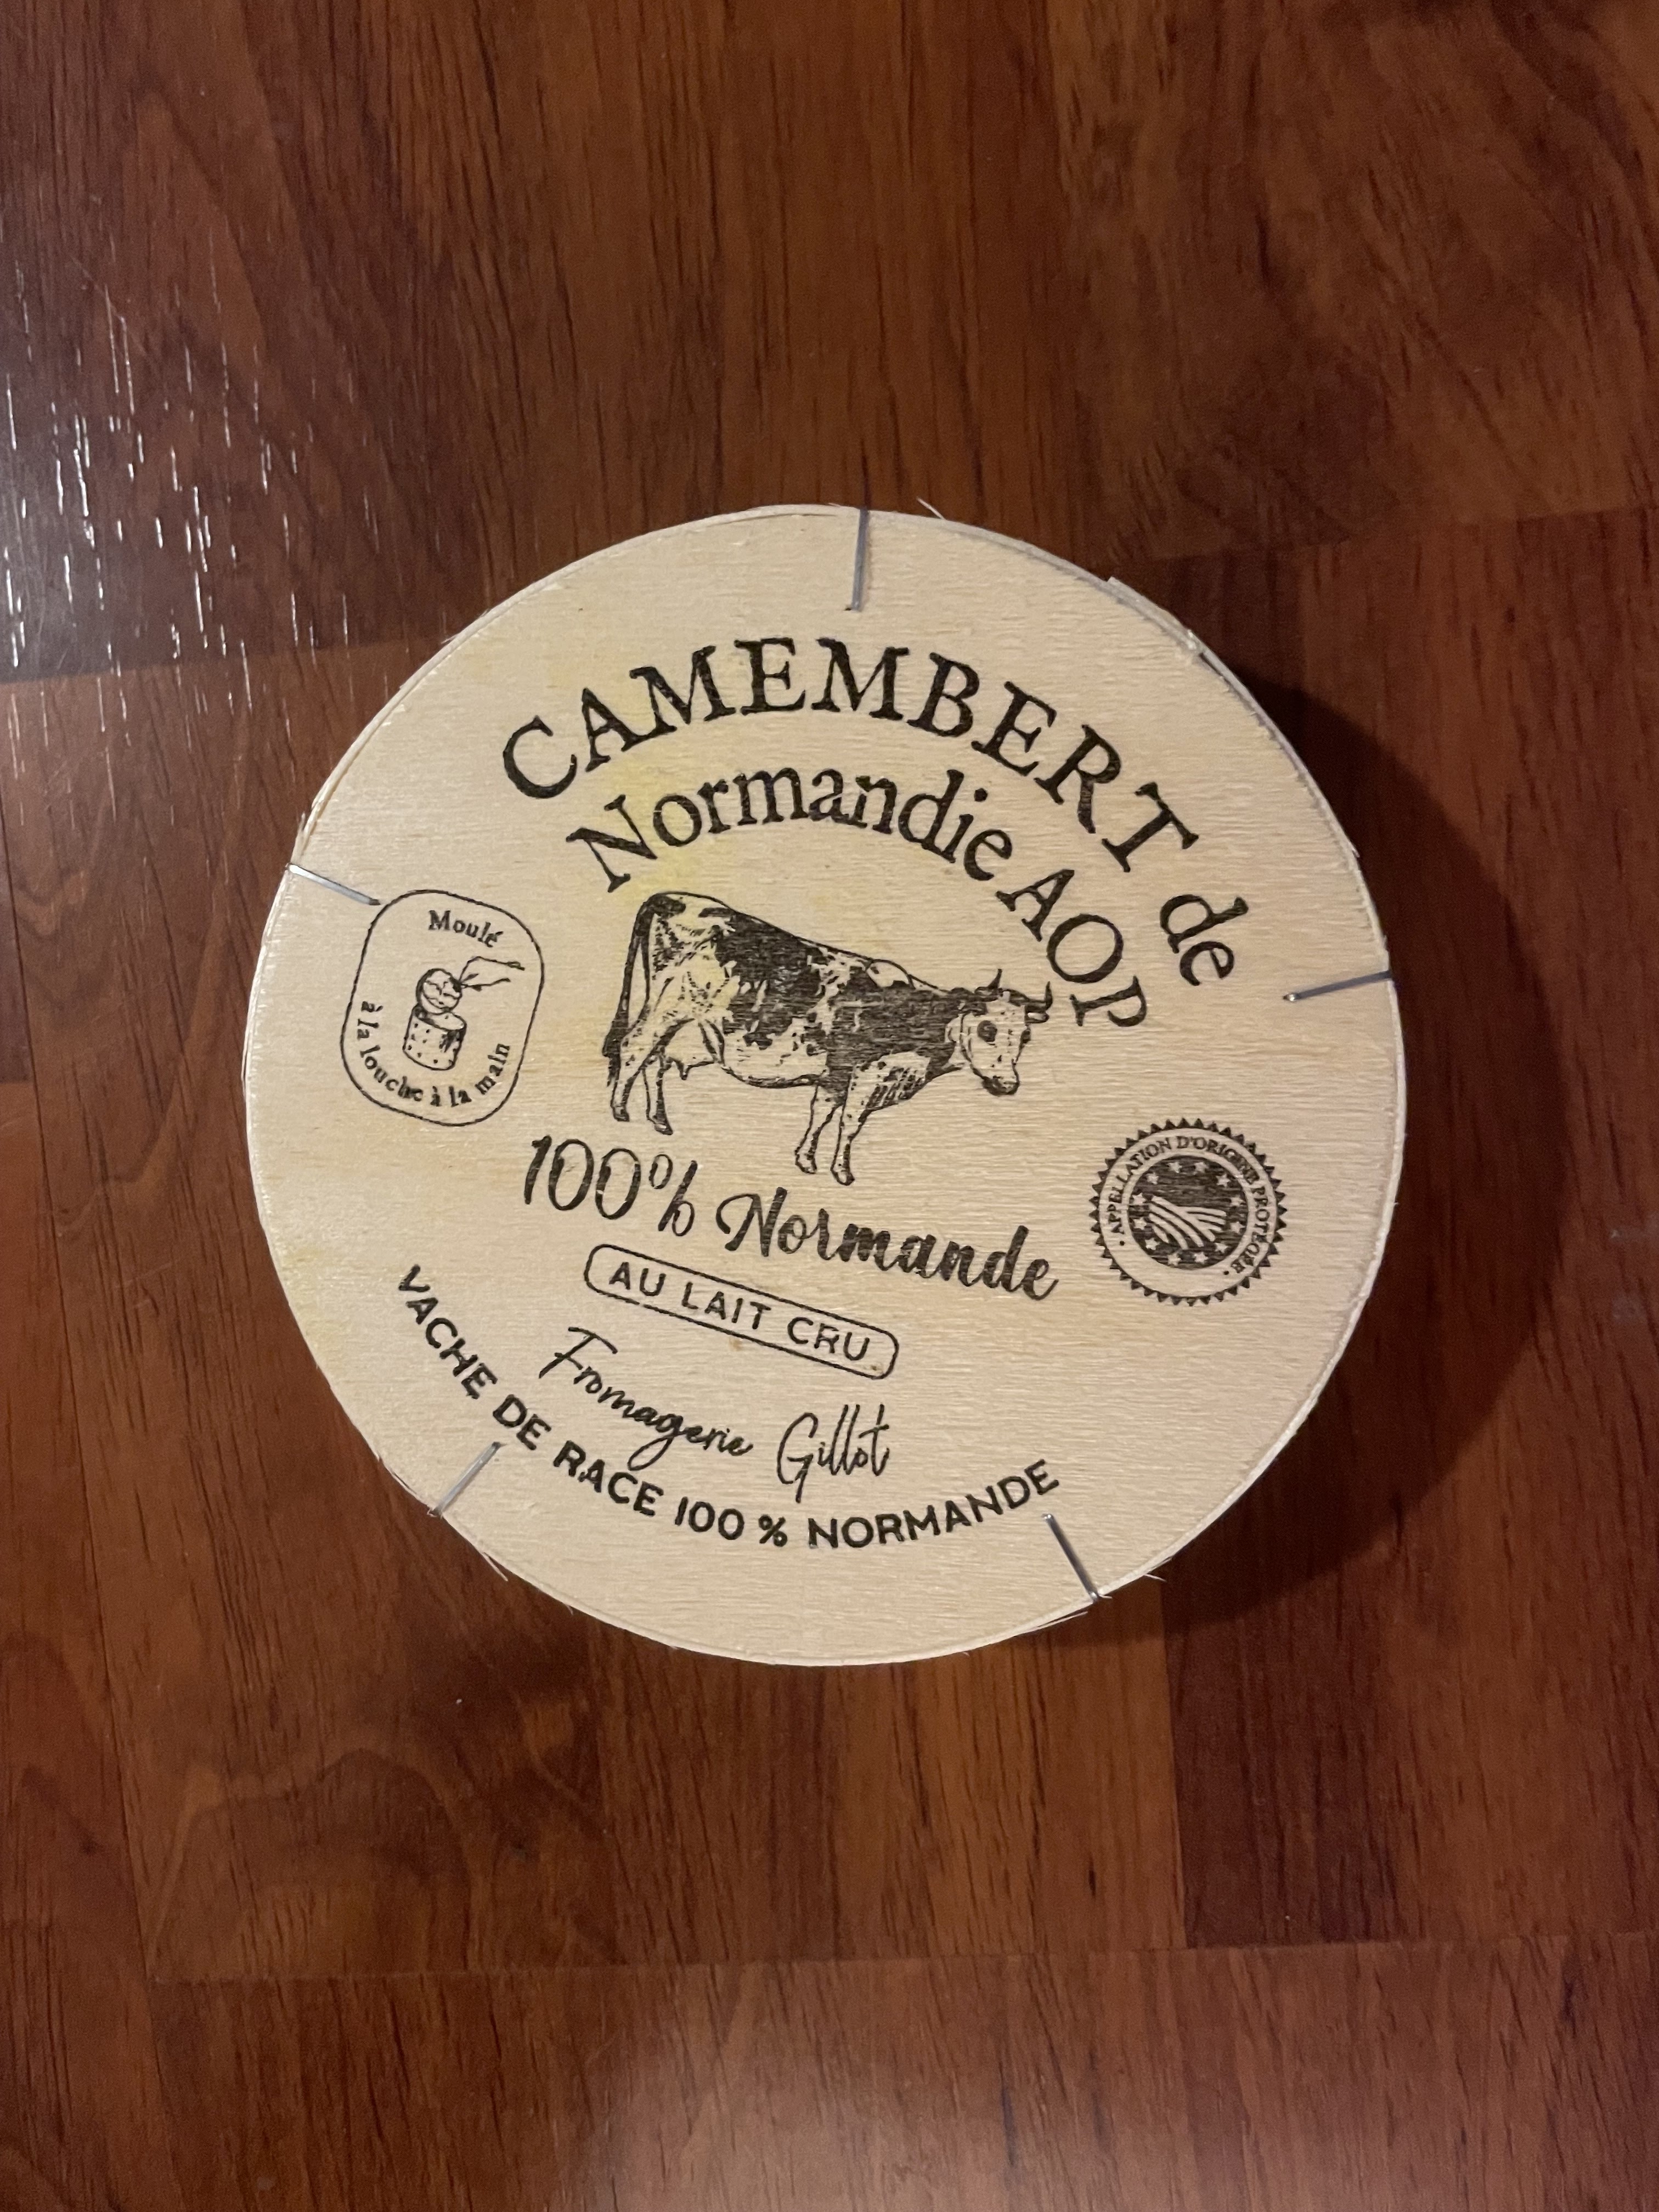 CAMEMBERT de
Normandie AOP
Moulé
à la louche à la main
100% Normande
APPELLATION D'ORIGINE PROTÉGÉE
AU LAIT CRU
Fromagerie Gillot
VACHE DE RACE 100 % NORMANDE